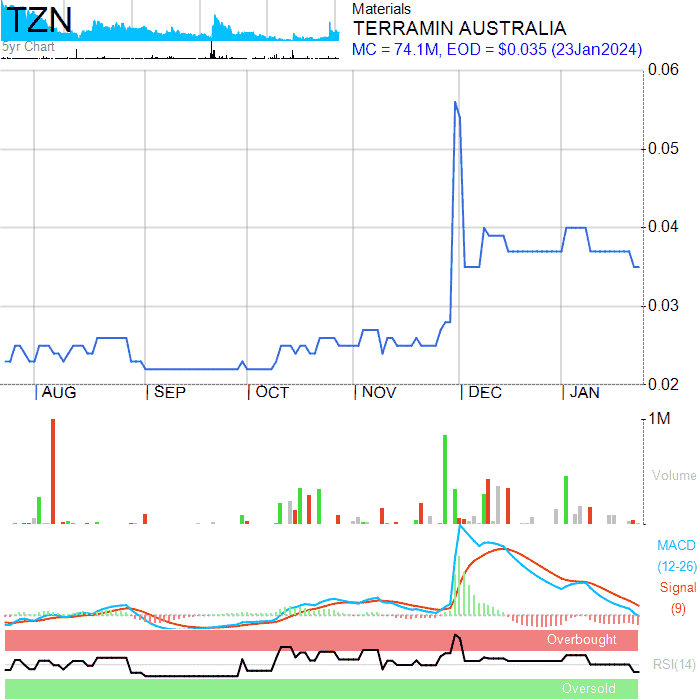 TZN
5yr Chart
Materials
TERRAMIN AUSTRALIA
MC = 74.1M, EOD = $0.035 (23Jan2024)
0.06
0.05
0.04
0.03
0.02
AUG SEP OCT NOV DEC JAN
1M
Volume
MACD
(12-26)
Signal
(9)
Overbought
RSI(14)
Oversold